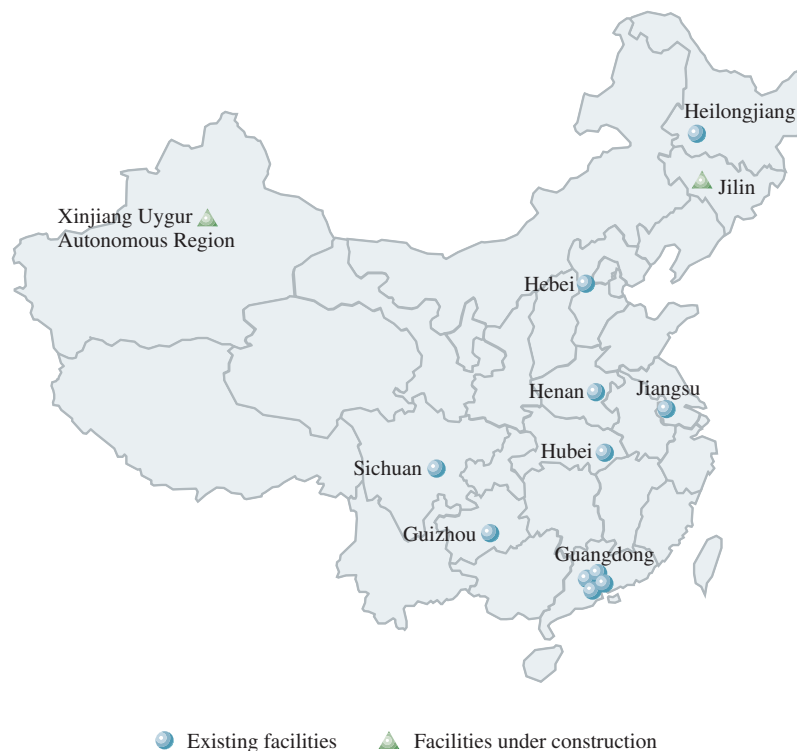 Heilongjiang
Jilin
Xinjiang Uygur
Autonomous Region
Hebei
Henan
Jiangsu
Hubei
Sichuan
Guizhou
Guangdong
Existing facilities
Facilities under construction